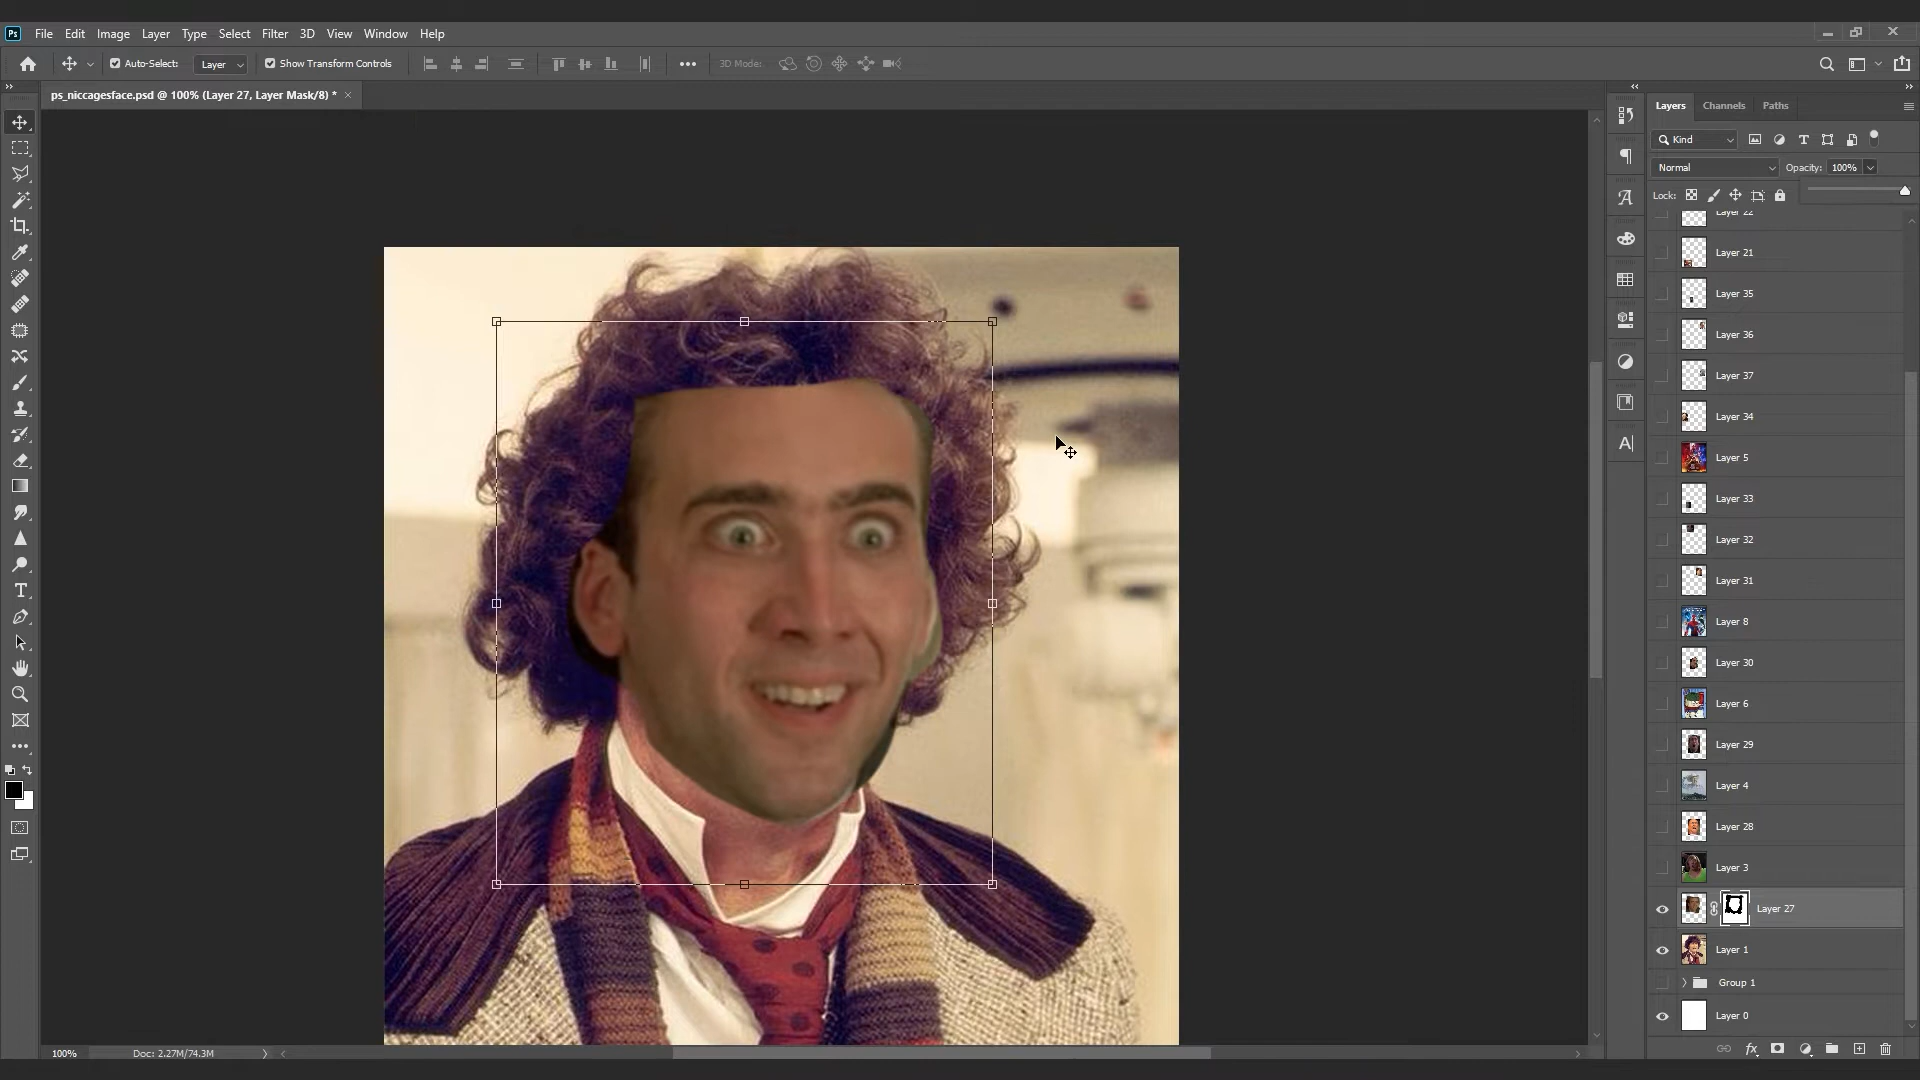 Ps File Edit Image Layer Type Select Filter 3D View Window Help
Auto-Select: Layer Show Transform Controls 3D Mode:
ps_niccagesface.psd @ 100% (Layer 27, Layer Mask/8) *
Layers Channels Paths
Kind
Normal Opacity: 100%
Lock:
Layer 22
Layer 21
Layer 35
Layer 36
Layer 37
Layer 34
Layer 5
Layer 33
Layer 32
Layer 31
Layer 8
Layer 30
Layer 6
Layer 29
Layer 4
Layer 28
Layer 3
Layer 27
Layer 1
Group 1
Layer 0
100% Doc: 2.27M/74.3M
fx